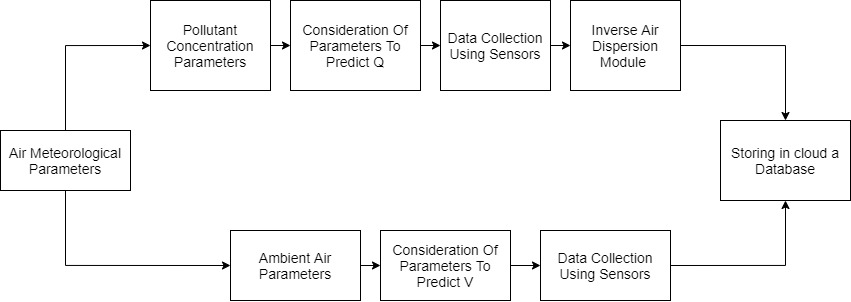 Pollutant
Concentration
Parameters
Consideration Of
Parameters To
Predict Q
Data Collection
Using Sensors
Inverse Air
Dispersion
Module
Air Meteorological
Parameters
Storing in cloud a
Database
Ambient Air
Parameters
Consideration Of
Parameters To
Predict V
Data Collection
Using Sensors